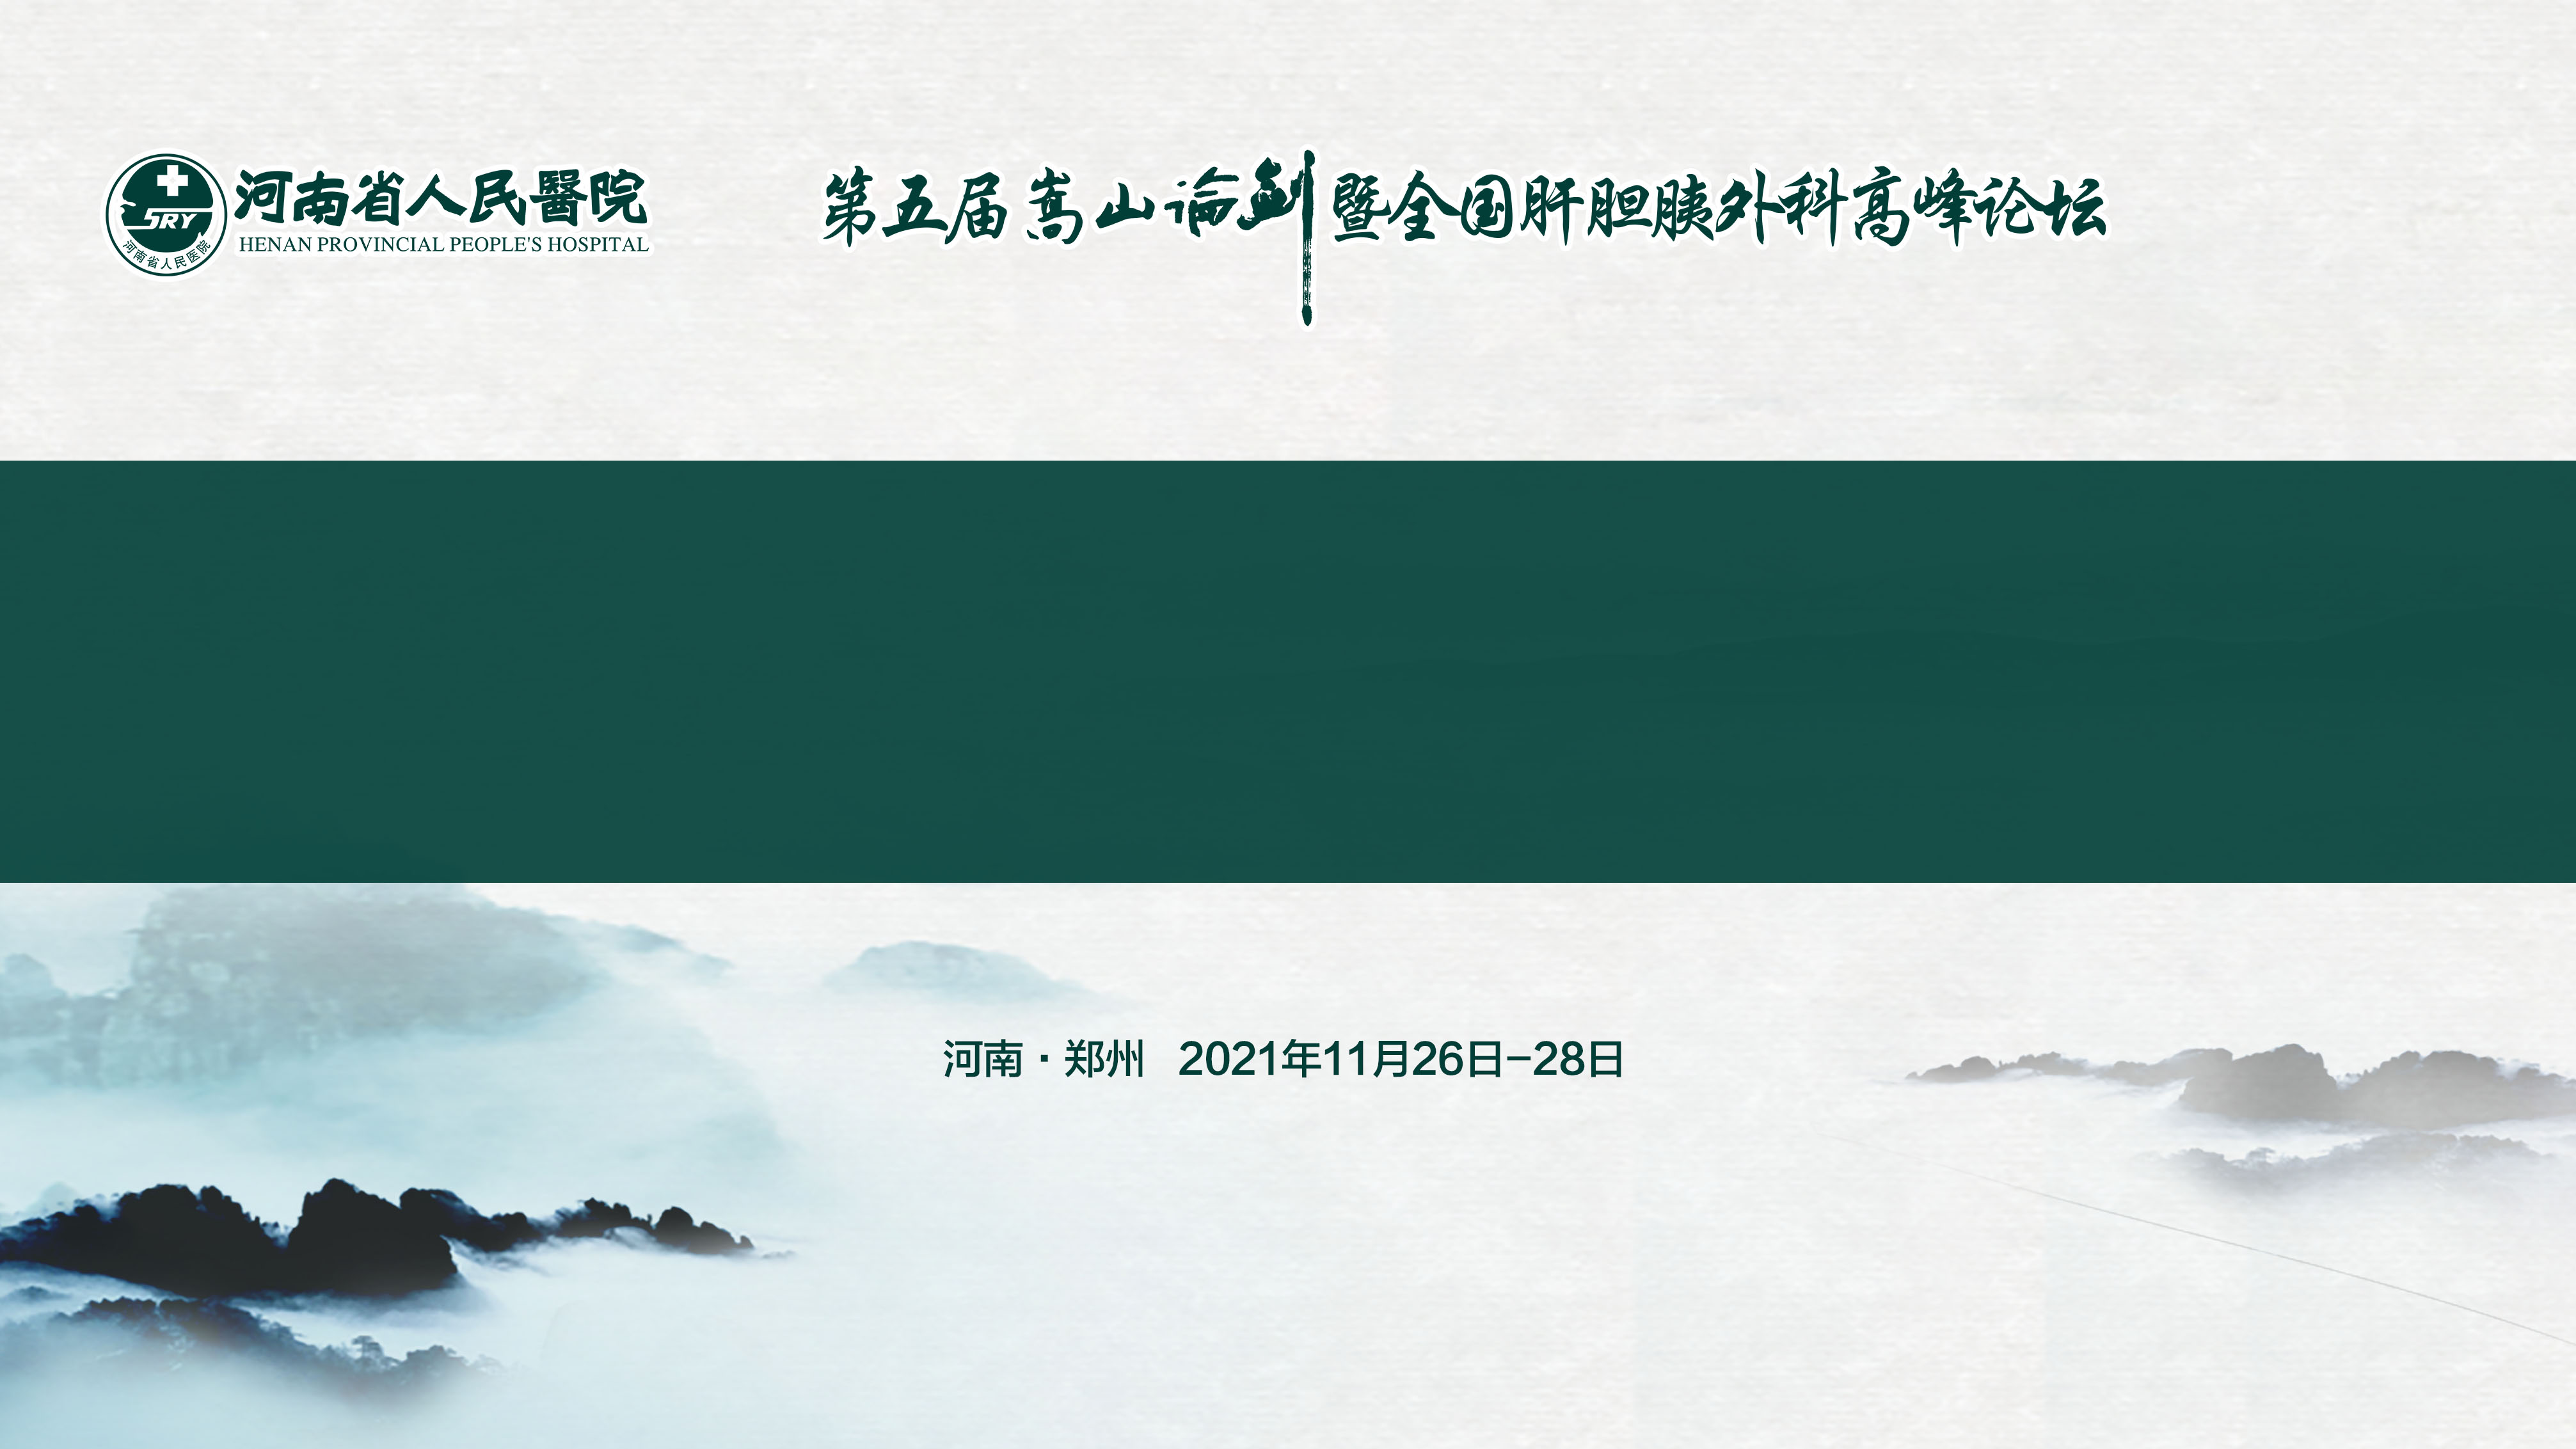 河南省人民醫院
HENAN PROVINCIAL PEOPLE'S HOSPITAL
SRY
河南省人民医院
第五届嵩山论剑暨全国肝胆胰外科高峰论坛
河南·郑州 2021年11月26日-28日